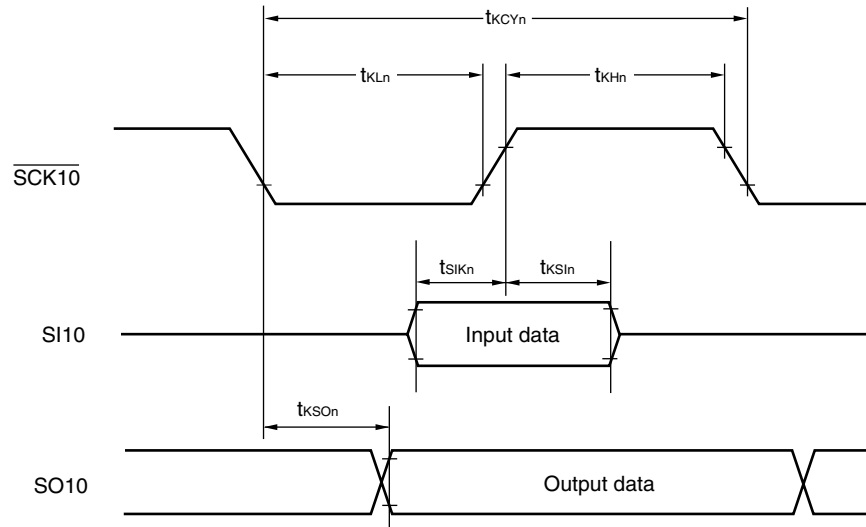 tKCYn
tKLn tKHn
SCK10
tSIKn tKSIn
SI10 Input data
tKSOn
SO10 Output data